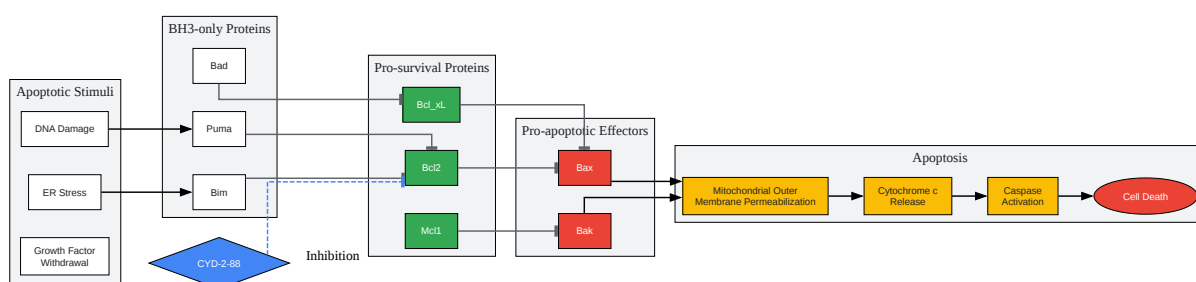 BH3-only Proteins
Bad
Puma
Bim
Apoptotic Stimuli
DNA Damage
ER Stress
Growth Factor
Withdrawal
CYD-2-88
Inhibition
Pro-survival Proteins
Bcl_xL
Bcl2
Mcl1
Pro-apoptotic Effectors
Bax
Bak
Apoptosis
Mitochondrial Outer
Membrane Permeabilization
Cytochrome c
Release
Caspase
Activation
Cell Death